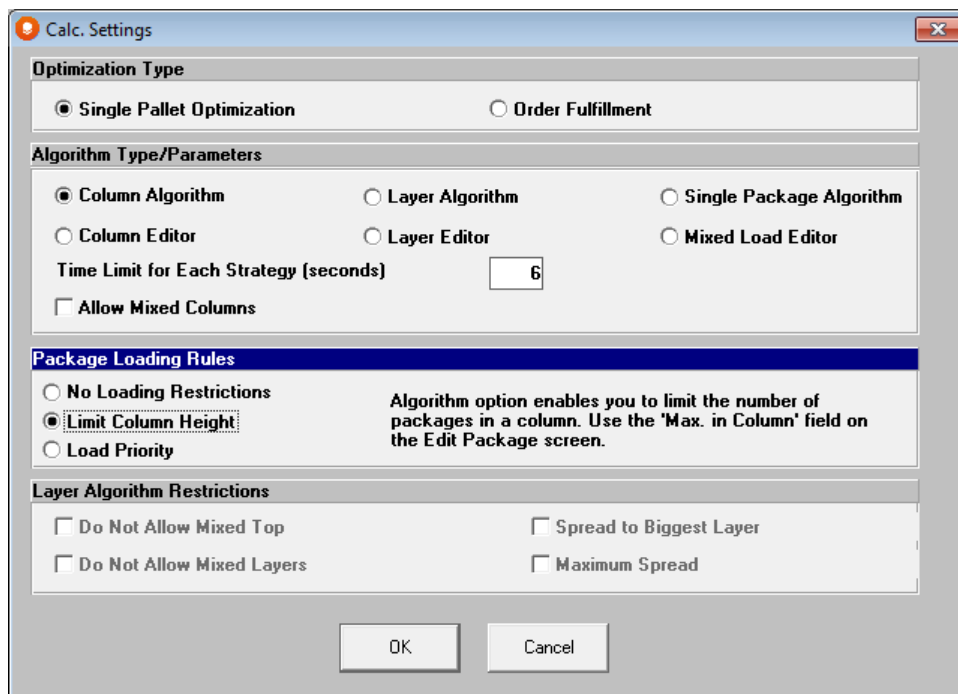 Calc. Settings
Optimization Type
Single Pallet Optimization
Order Fulfillment
Algorithm Type/Parameters
Column Algorithm
Layer Algorithm
Single Package Algorithm
Column Editor
Layer Editor
Mixed Load Editor
Time Limit for Each Strategy (seconds)
6
Allow Mixed Columns
Package Loading Rules
No Loading Restrictions
Limit Column Height
Load Priority
Algorithm option enables you to limit the number of
packages in a column. Use the 'Max. in Column' field on
the Edit Package screen.
Layer Algorithm Restrictions
Do Not Allow Mixed Top
Spread to Biggest Layer
Do Not Allow Mixed Layers
Maximum Spread
OK
Cancel